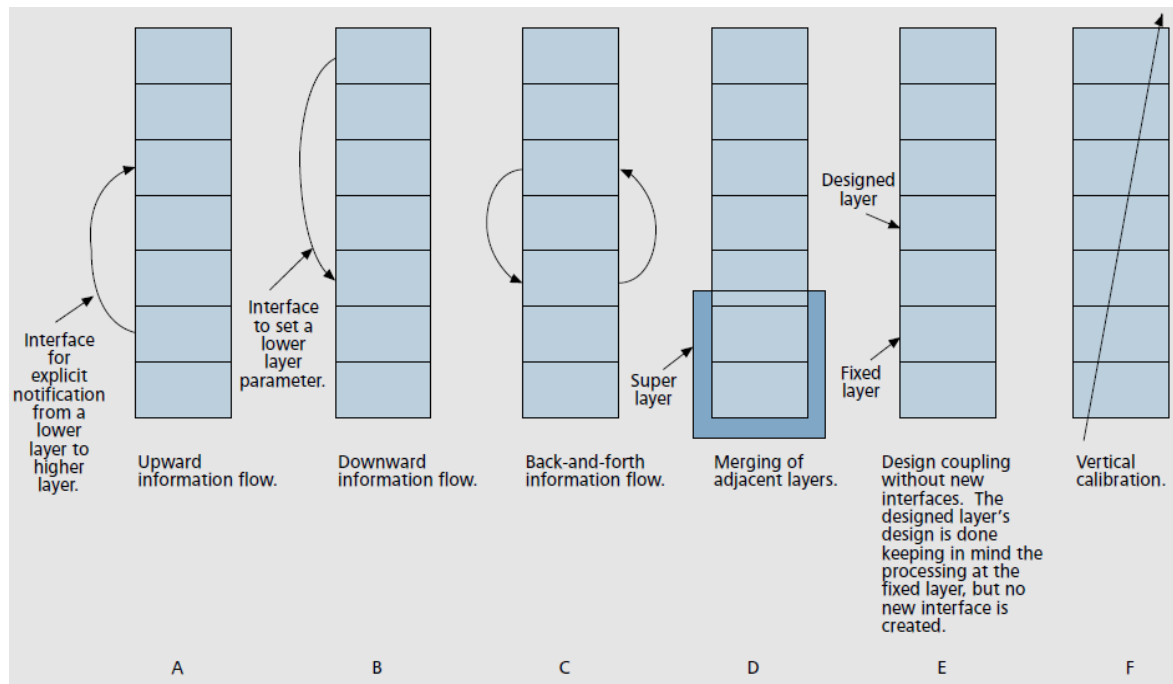 Interface
for
explicit
notification
from a
lower
layer to
higher
layer.
Upward
information flow.
Interface
to set a
lower
layer
parameter.
Downward
information flow.
Back-and-forth
information flow.
Super
layer
Merging of
adjacent layers.
Designed
layer
Fixed
layer
Design coupling
without new
interfaces. The
designed layer’s
design is done
keeping in mind the
processing at the
fixed layer, but no
new interface is
created.
Vertical
calibration.
A
B
C
D
E
F